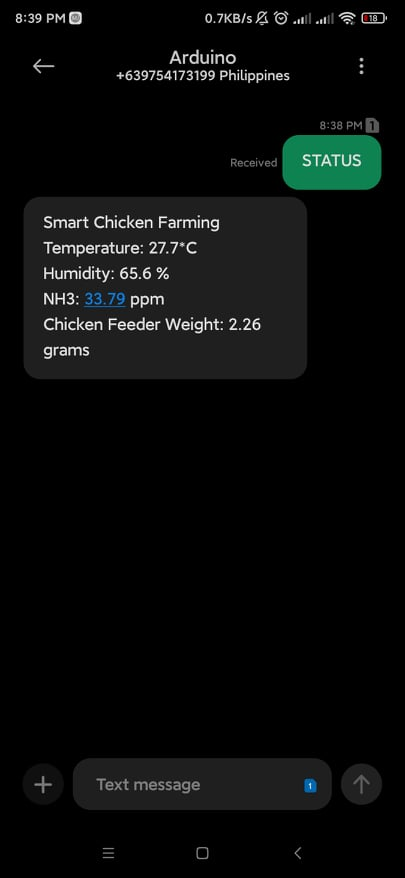 8:39 PM
0.7KB/s
18
Arduino
+639754173199 Philippines
8:38 PM 1
Received
STATUS
Smart Chicken Farming
Temperature: 27.7*C
Humidity: 65.6 %
NH3: 33.79 ppm
Chicken Feeder Weight: 2.26
grams
Text message
1